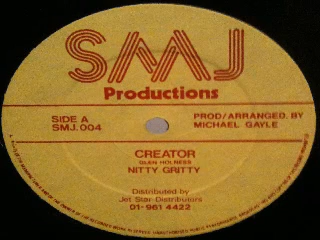 SMJ
Productions
SIDE A
SMJ.004
PROD/ARRANGED. BY
MICHAEL GAYLE
CREATOR
GLEN HOLNESS
NITTY GRITTY
Distributed by
Jet Star Distributors
01-961 4422